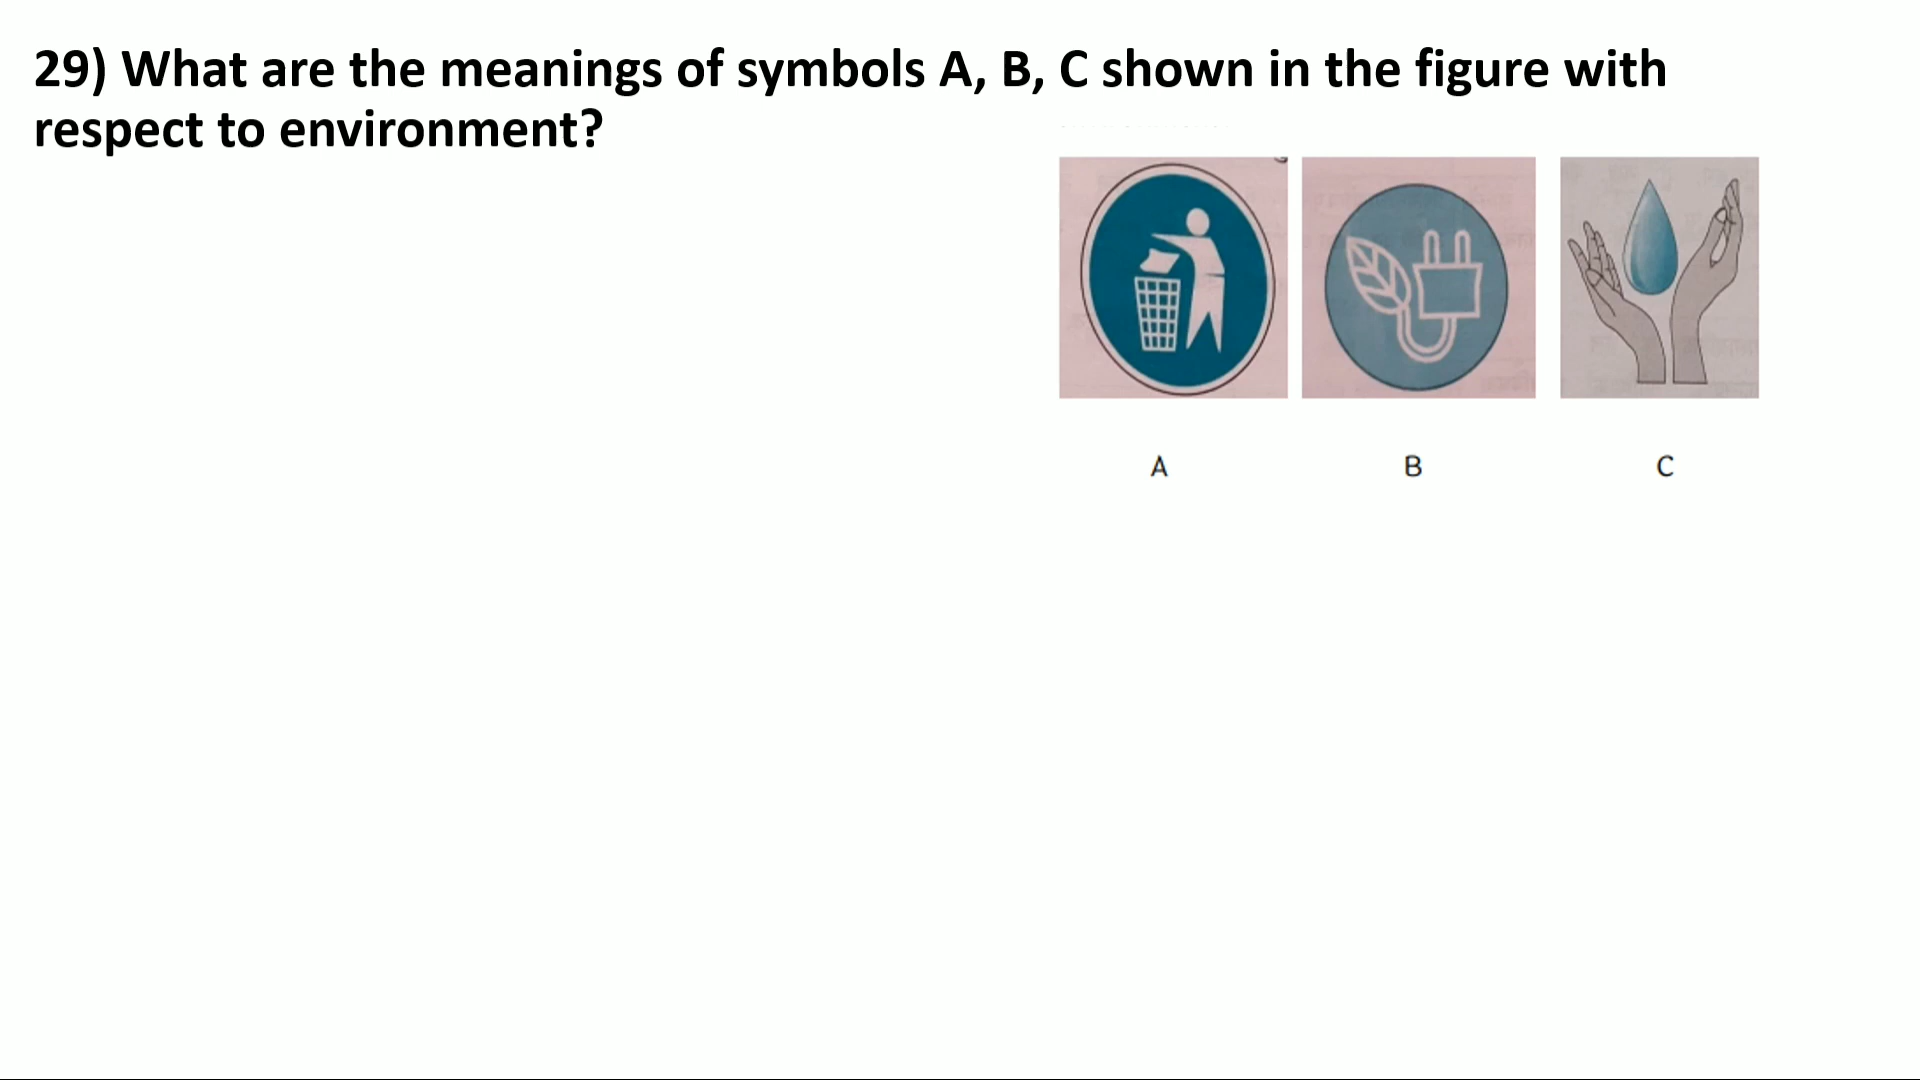 29) What are the meanings of symbols A, B, C shown in the figure with
respect to environment?
A
B
C